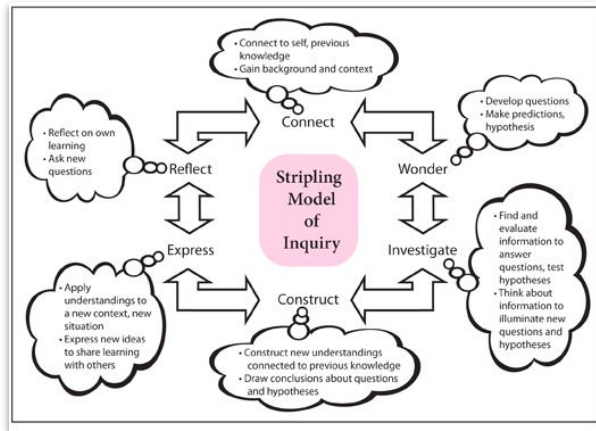 • Connect to self, previous
knowledge
• Gain background and context
Connect
• Develop questions
• Make predictions,
hypothesis
Wonder
• Find and
evaluate
information to
answer
questions, test
hypotheses
• Think about
information to
illuminate new
questions and
hypotheses
Investigate
Construct
• Construct new understandings
connected to previous knowledge
• Draw conclusions about questions
and hypotheses
Express
• Apply
understandings to
a new context, new
situation
• Express new ideas
to share learning
with others
Reflect
• Reflect on own
learning
• Ask new
questions
Stripling
Model
of
Inquiry